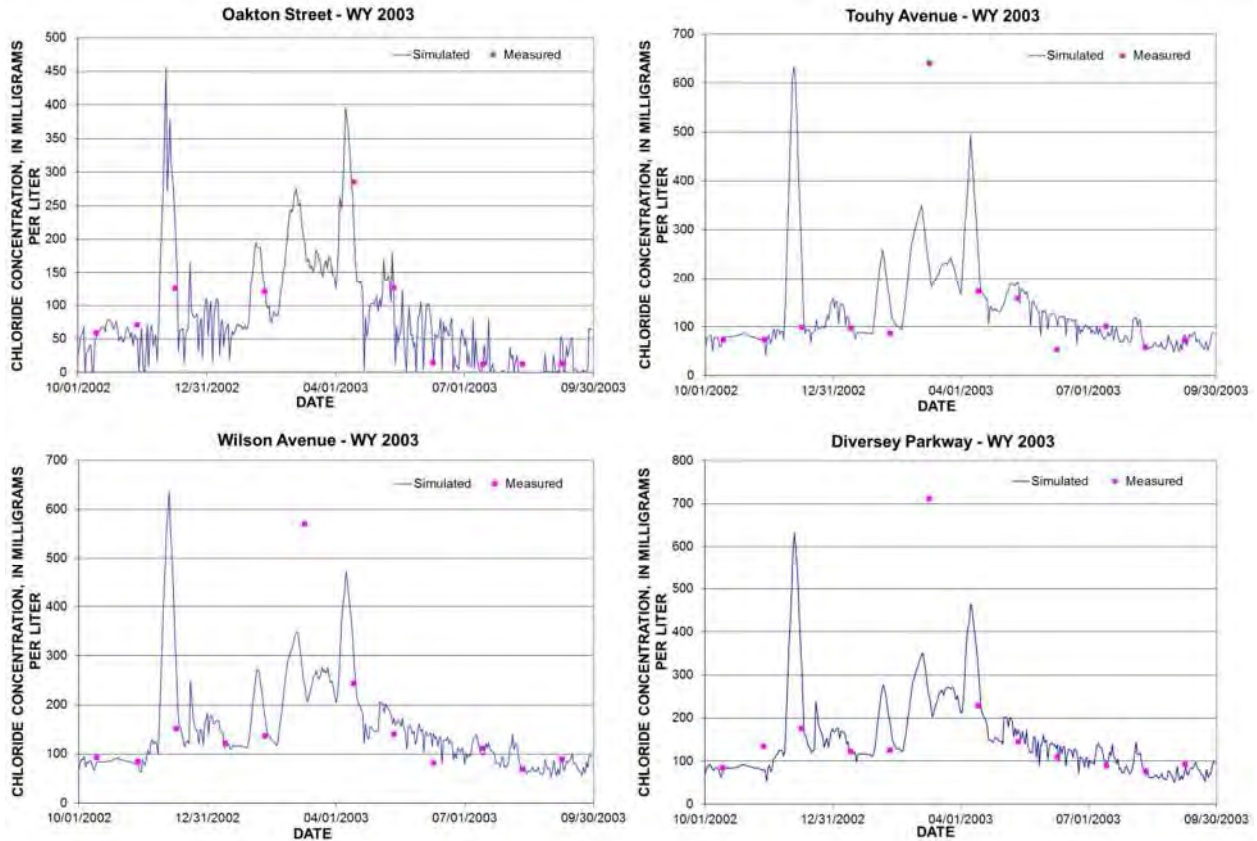 Oakton Street - WY 2003
CHLORIDE CONCENTRATION, IN MILLIGRAMS
PER LITER
500
450
400
350
300
250
200
150
100
50
0
Simulated
Measured
10/01/2002
12/31/2002
04/01/2003
07/01/2003
09/30/2003
DATE
Touhy Avenue - WY 2003
CHLORIDE CONCENTRATION, IN MILLIGRAMS
PER LITER
700
600
500
400
300
200
100
0
Simulated
Measured
10/01/2002
12/31/2002
04/01/2003
07/01/2003
09/30/2003
DATE
Wilson Avenue - WY 2003
CHLORIDE CONCENTRATION, IN MILLIGRAMS
PER LITER
700
600
500
400
300
200
100
0
Simulated
Measured
10/01/2002
12/31/2002
04/01/2003
07/01/2003
09/30/2003
DATE
Diversey Parkway - WY 2003
CHLORIDE CONCENTRATION, IN MILLIGRAMS
PER LITER
800
700
600
500
400
300
200
100
0
Simulated
Measured
10/01/2002
12/31/2002
04/01/2003
07/01/2003
09/30/2003
DATE